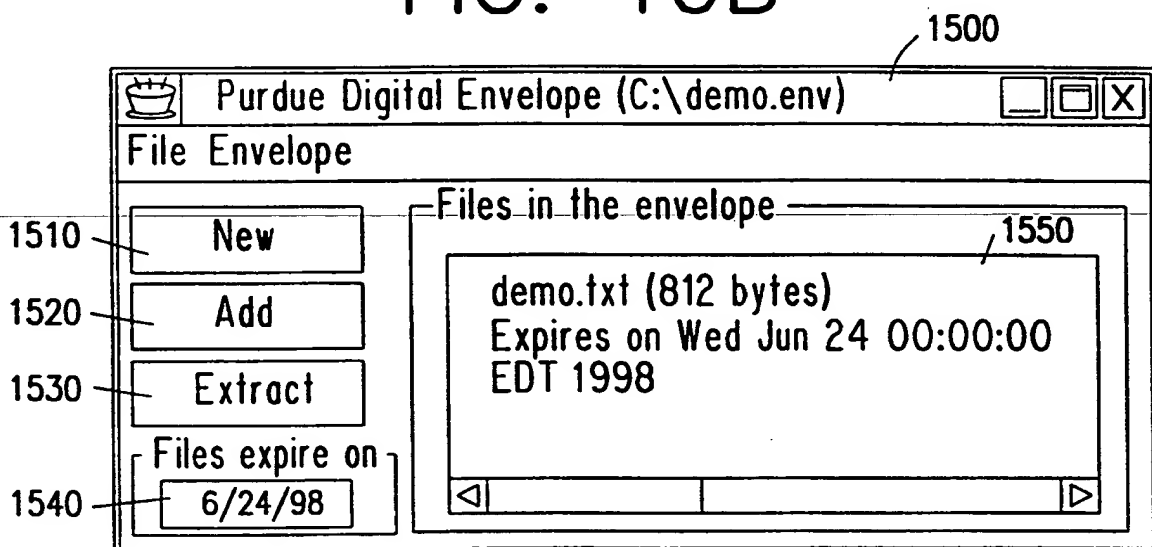 1500
Purdue Digital Envelope (C:\demo.env)
X
File Envelope
1510
New
1520
Add
1530
Extract
Files expire on
1540
6/24/98
Files in the envelope
1550
demo.txt (812 bytes)
Expires on Wed Jun 24 00:00:00
EDT 1998